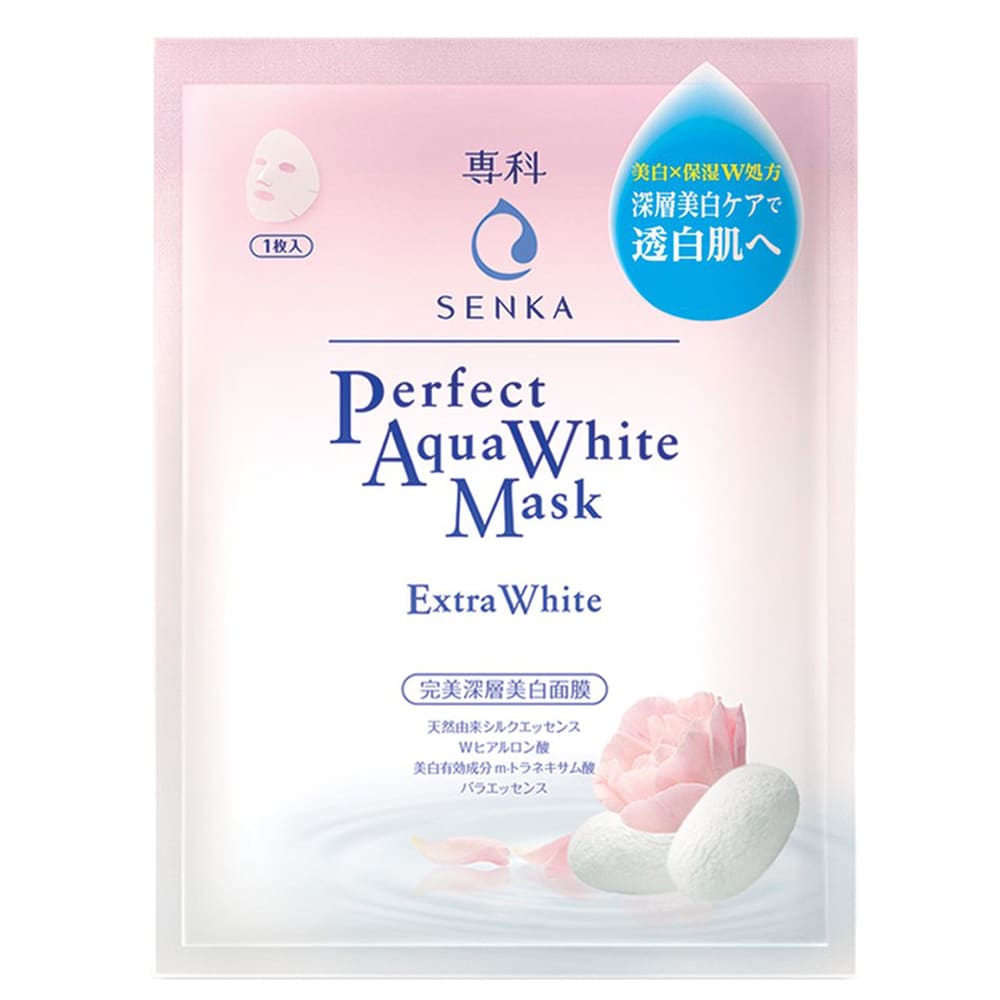 専科
SENKA
1枚入
美白×保湿W処方
深層美白ケアで
透白肌へ
Perfect
AquaWhite
Mask
Extra White
完美深層美白面膜
天然由来シルクエッセンス
Wヒアルロン酸
美白有効成分 m-トラネキサム酸
バラエッセンス